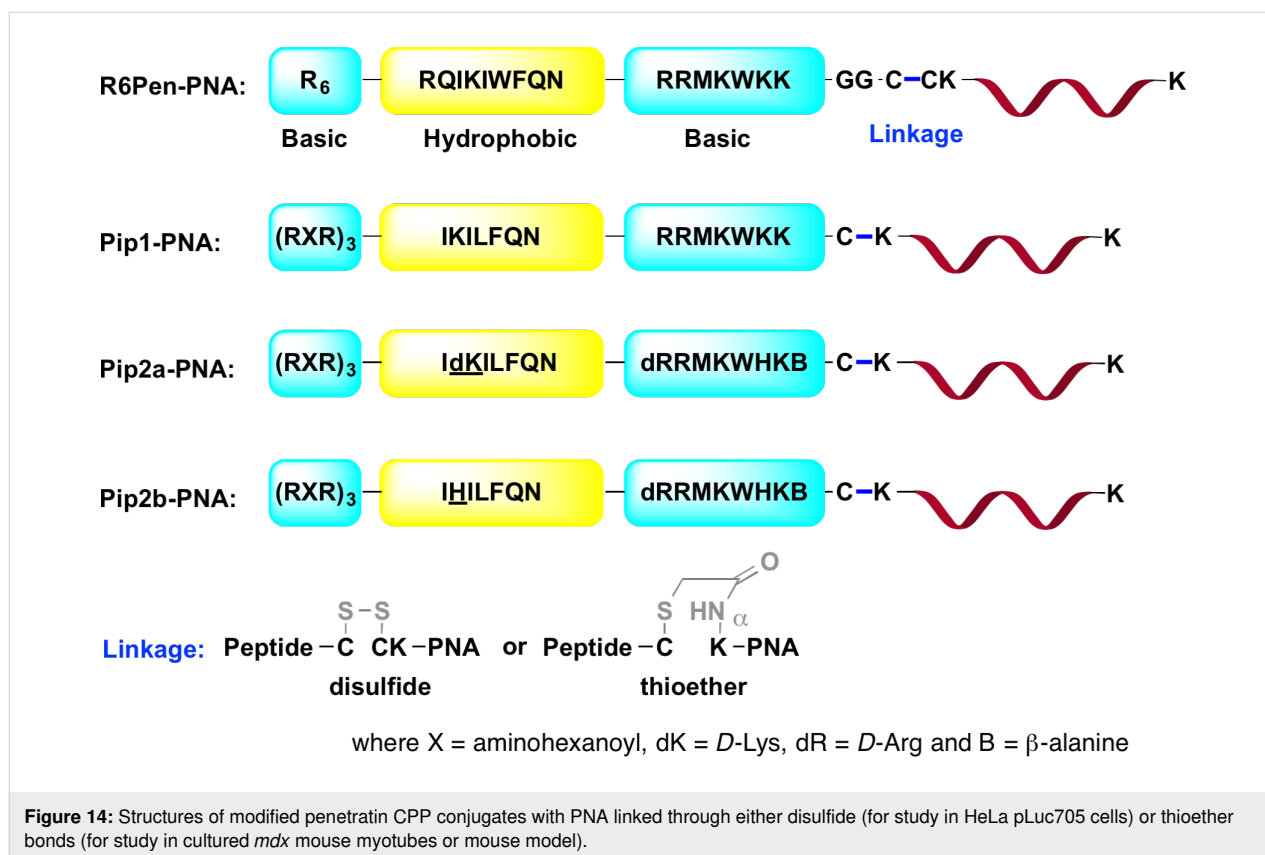 R6Pen-PNA: R6 RQIKIWFQN RRMKWKK GG C CK K
Basic Hydrophobic Basic Linkage
Pip1-PNA: (RXR)3 IKILFQN RRMKWKK C K K
Pip2a-PNA: (RXR)3 IdKILFQN dRRMKWHKB C K K
Pip2b-PNA: (RXR)3 IHILFQN dRRMKWHKB C K K
O
S–S S HN α
Linkage: Peptide –C CK–PNA or Peptide –C K–PNA
disulfide thioether
where X = aminohexanoyl, dK = D-Lys, dR = D-Arg and B = β-alanine
Figure 14: Structures of modified penetratin CPP conjugates with PNA linked through either disulfide (for study in HeLa pLuc705 cells) or thioether
bonds (for study in cultured mdx mouse myotubes or mouse model).